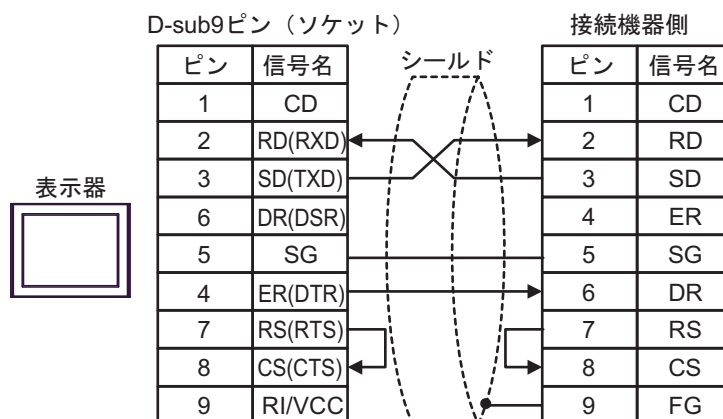 D-sub9ピン（ソケット）
接続機器側
シールド
表示器
ピン 信号名
1 CD
2 RD(RXD)
3 SD(TXD)
6 DR(DSR)
5 SG
4 ER(DTR)
7 RS(RTS)
8 CS(CTS)
9 RI/VCC
ピン 信号名
1 CD
2 RD
3 SD
4 ER
5 SG
6 DR
7 RS
8 CS
9 FG